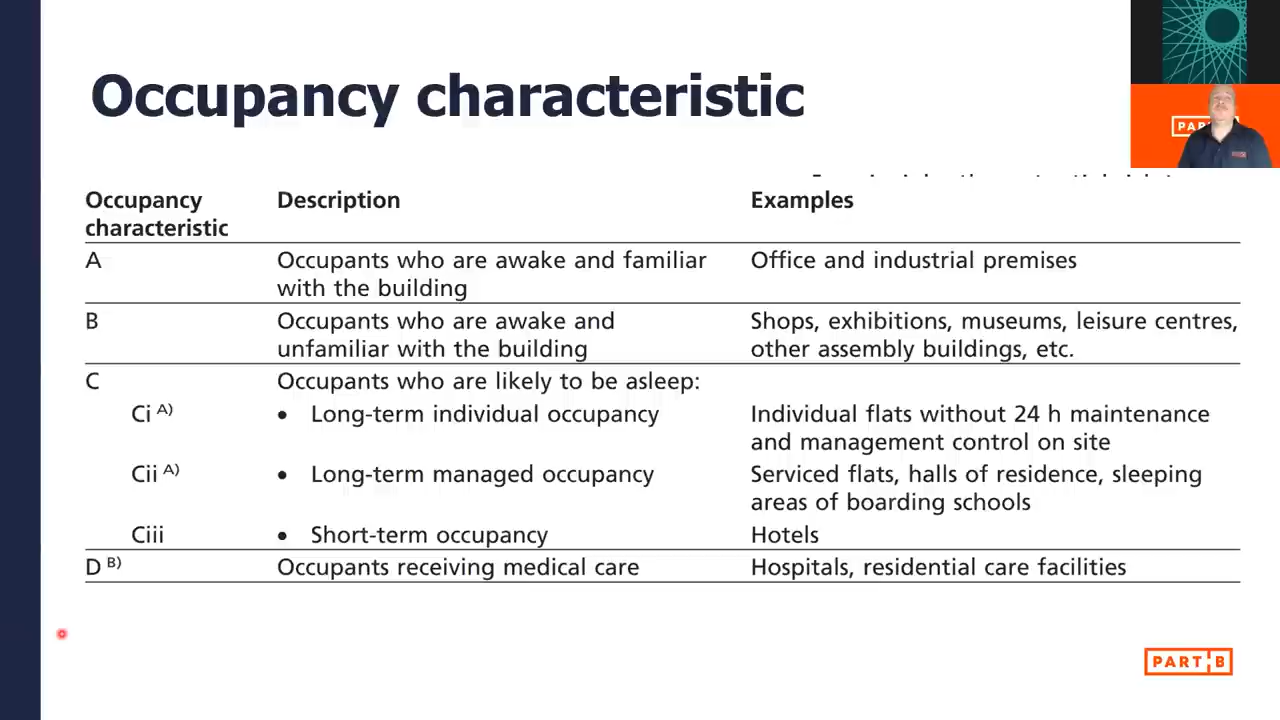 Occupancy characteristic
Occupancy characteristic Description Examples
A Occupants who are awake and familiar with the building Office and industrial premises
B Occupants who are awake and unfamiliar with the building Shops, exhibitions, museums, leisure centres, other assembly buildings, etc.
C Occupants who are likely to be asleep:
Ci A) • Long-term individual occupancy Individual flats without 24 h maintenance and management control on site
Cii A) • Long-term managed occupancy Serviced flats, halls of residence, sleeping areas of boarding schools
Ciii • Short-term occupancy Hotels
D B) Occupants receiving medical care Hospitals, residential care facilities
PART B